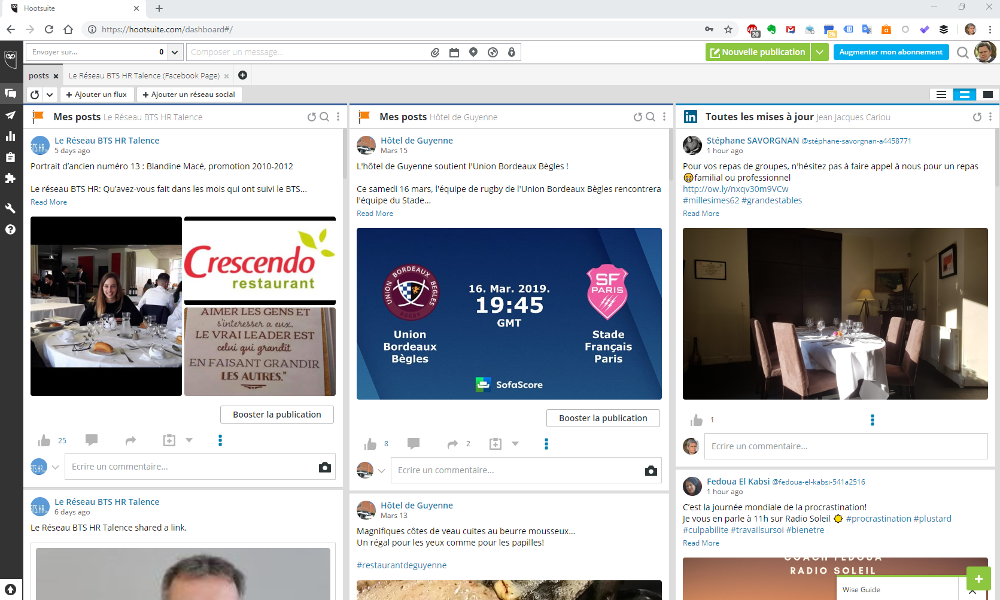 Hootsuite
https://hootsuite.com/dashboard#/
ABP
20
2h
Envoyer sur... 0
Composer un message...
Nouvelle publication
Augmenter mon abonnement
posts
Le Réseau BTS HR Talence (Facebook Page)
+ Ajouter un flux
+ Ajouter un réseau social
Mes posts Le Réseau BTS HR Talence
BTS.HR
Le Réseau BTS HR Talence
5 days ago
Portrait d’ancien numéro 13 : Blandine Macé, promotion 2010-2012
Le réseau BTS HR: Qu’avez-vous fait dans les mois qui ont suivi le BTS...
Read More
Crescendo
restaurant
AIMER LES GENS ET
s'interesser a eux.
LE VRAI LEADER EST
celui qui grandit
EN FAISANT GRANDIR
LES AUTRES."
Booster la publication
25
BTS.HR
Ecrire un commentaire...
BTS.HR
Le Réseau BTS HR Talence
6 days ago
Le Réseau BTS HR Talence shared a link.
Mes posts Hôtel de Guyenne
Hôtel de Guyenne
Mars 15
L'hôtel de Guyenne soutient l'Union Bordeaux Bègles !
Ce samedi 16 mars, l'équipe de rugby de l'Union Bordeaux Bègles rencontrera
l'équipe du Stade...
Read More
UNION BORDEAUX BEGLES
RUGBY
16. Mar. 2019.
19:45
GMT
SF
PARIS
Union
Bordeaux
Bègles
Stade
Français
Paris
SofaScore
Booster la publication
8
2
Ecrire un commentaire...
Hôtel de Guyenne
Mars 13
Magnifiques côtes de veau cuites au beurre mousseux...
Un régal pour les yeux comme pour les papilles!
#restaurantdeguyenne
in
Toutes les mises à jour Jean Jacques Cariou
Stéphane SAVORGNAN @stéphane-savorgnan-a4458771
1 hour ago
Pour vos repas de groupes, n'hésitez pas à faire appel à nous pour un repas
😁familial ou professionnel
http://ow.ly/nxqv30m9VCw
#millesimes62 #grandestables
Read More
1
Ecrire un commentaire...
Fedoua El Kabsi @fedoua-el-kabsi-541a2516
1 hour ago
C’est la journée mondiale de la procrastination!
Je vous en parle à 11h sur Radio Soleil #procrastination #plustard
#culpabilite #travailsursoi #bienetre
Read More
COACH FEDOUA
RADIO SOLEIL
Wise Guide